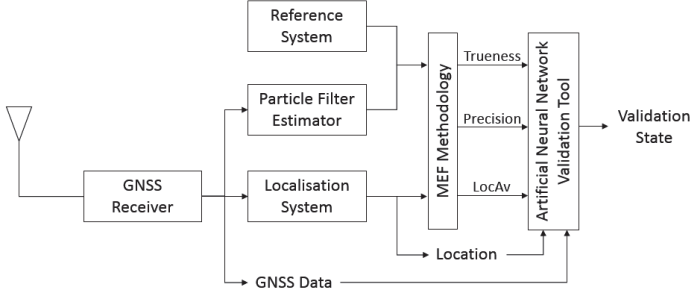 Reference
System
Particle Filter
Estimator
GNSS
Receiver
Localisation
System
MEF Methodology
Trueness
Precision
LocAv
Artificial Neural Network
Validation Tool
Validation
State
Location
GNSS Data